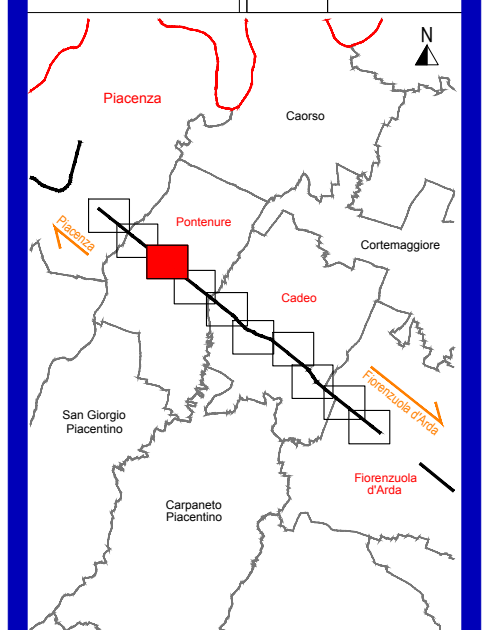 N
Piacenza
Caorso
Pontenure
Piacenza
Cortemaggiore
Cadeo
Fiorenzuola d'Arda
San Giorgio
Piacentino
Fiorenzuola
d'Arda
Carpaneto
Piacentino